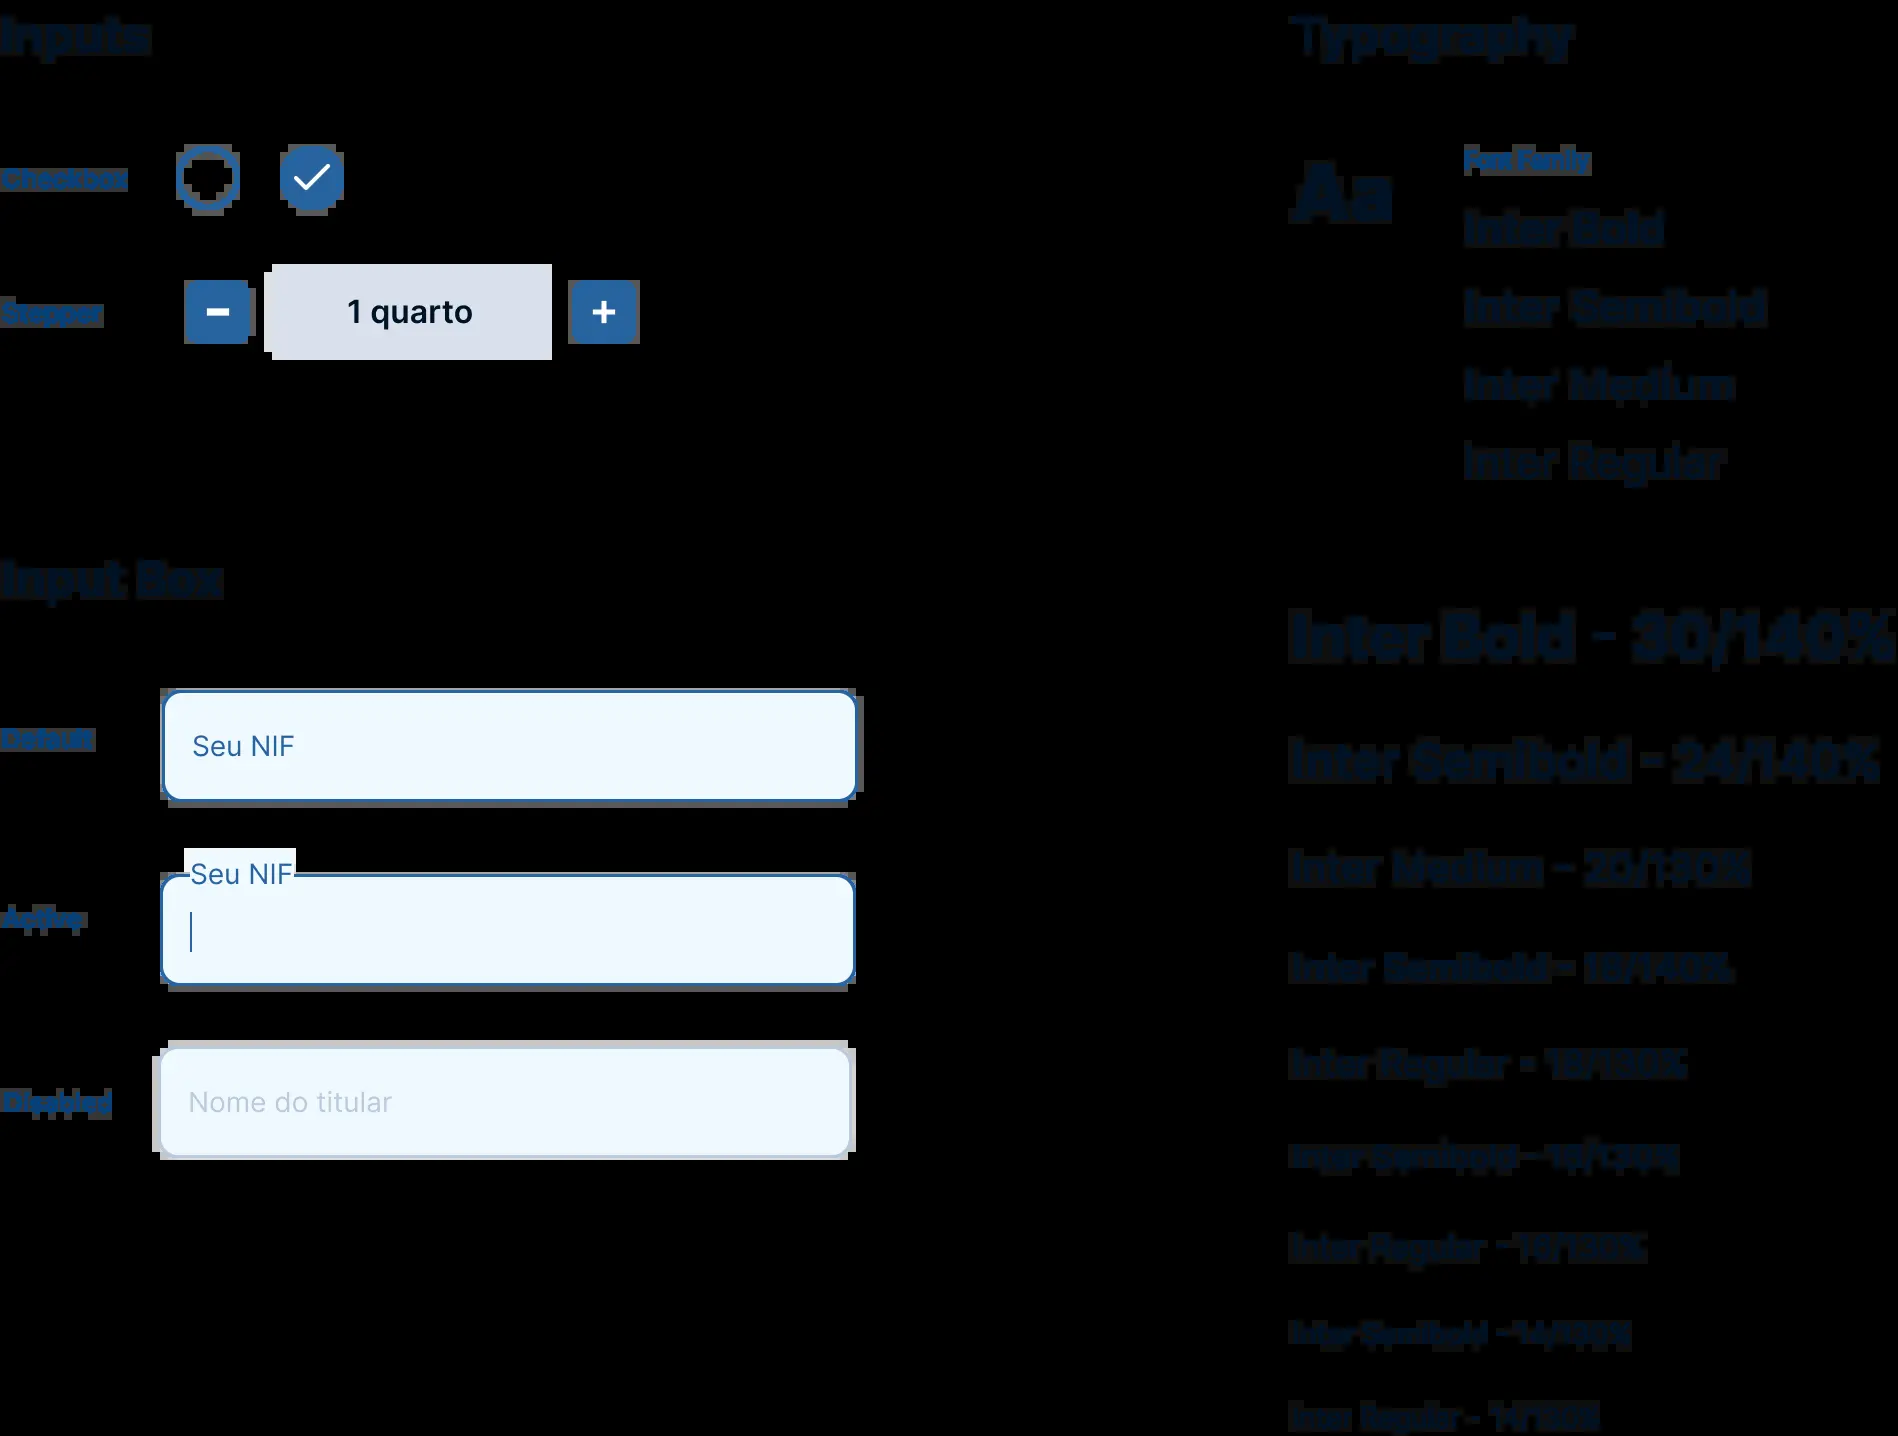 Inputs
Checkbox
Stepper
1 quarto
Input Box
Default
Seu NIF
Active
Seu NIF
Disabled
Nome do titular
Typography
Aa
Font Family
Inter Bold
Inter Semibold
Inter Medium
Inter Regular
Inter Bold - 30/140%
Inter Semibold - 24/140%
Inter Medium - 20/130%
Inter Semibold - 18/140%
Inter Regular - 18/130%
Inter Semibold - 16/130%
Inter Regular - 16/130%
Inter Semibold - 14/130%
Inter Regular - 14/150%